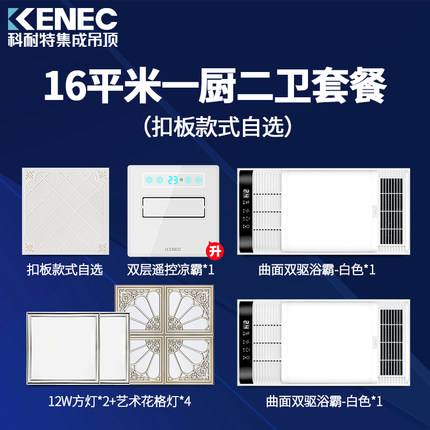 KENEC
科耐特集成吊顶
16平米一厨二卫套餐
(扣板款式自选)
23
KENEC
升
扣板款式自选
双层遥控凉霸*1
曲面双驱浴霸-白色*1
12W方灯*2+艺术花格灯*4
曲面双驱浴霸-白色*1